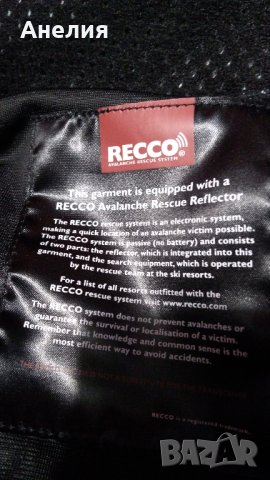 Анелия
RECCO®
AVALANCHE RESCUE SYSTEM
This garment is equipped with a
RECCO Avalanche Rescue Reflector
The RECCO rescue system is an electronic system,
making a quick location of an avalanche victim possible.
The RECCO system is passive (no battery) and consists
of two parts: the reflector, which is integrated into this
garment, and the search equipment, which is operated
by the rescue team at the ski resorts.
For a list of all resorts outfitted with the
RECCO rescue system visit www.recco.com.
The RECCO system does not prevent avalanches or
guarantee the survival or localisation of a victim.
Remember that knowledge and common sense is the
most efficient way to avoid accidents.
RECCO is a registered trademark.
BAZAR